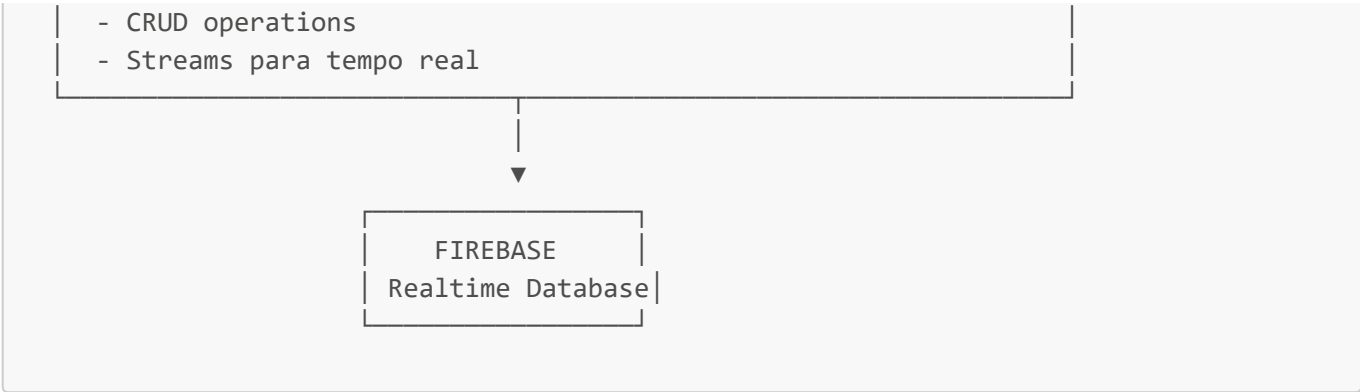 - CRUD operations
- Streams para tempo real
FIREBASE
Realtime Database